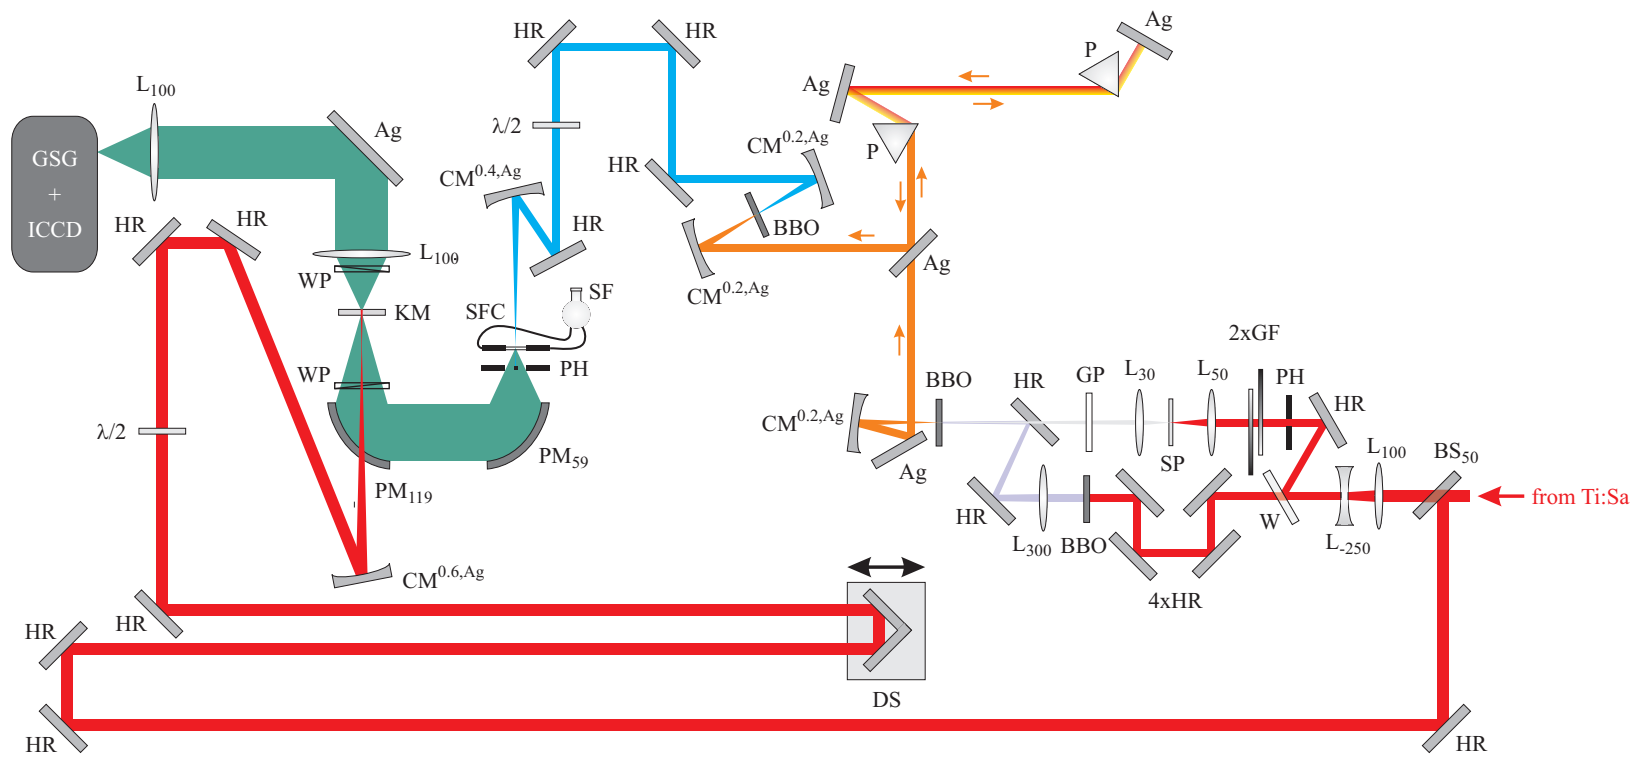 HR
HR
Ag
P
Ag
L100
Ag
λ/2
CM0.2,Ag
P
GSG
+
ICCD
HR
CM0.4,Ag
HR
HR
HR
BBO
L100.
Ag
WP
CM0.2,Ag
SF
KM
SFC
2xGF
WP
PH
BBO
HR
GP
L30
L50
PH
HR
CM0.2,Ag
λ/2
PM59
Ag
SP
L100
BS50
PM119
from Ti:Sa
HR
W
L300
BBO
L-250
CM0.6,Ag
4xHR
HR
HR
DS
HR
HR